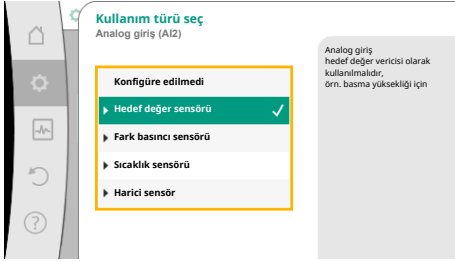 Kullanım türü seç
Analog giriş (AI2)
Konfigüre edilmedi
Hedef değer sensörü
Fark basıncı sensörü
Sıcaklık sensörü
Harici sensör
Analog giriş
hedef değer vericisi olarak
kullanılmalıdır,
örn. basma yüksekliği için
?